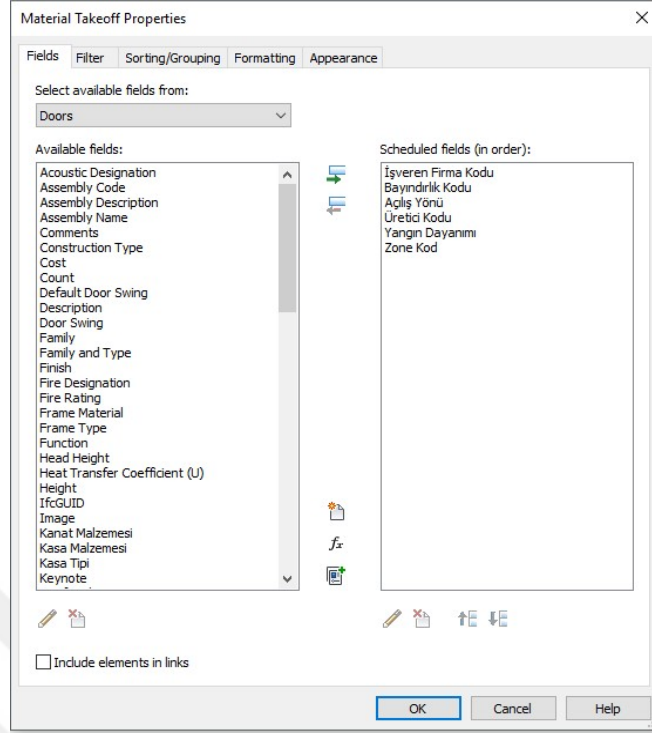 Material Takeoff Properties
Fields Filter Sorting/Grouping Formatting Appearance
Select available fields from:
Doors
Available fields:
Acoustic Designation
Assembly Code
Assembly Description
Assembly Name
Comments
Construction Type
Cost
Count
Default Door Swing
Description
Door Swing
Family
Family and Type
Finish
Fire Designation
Fire Rating
Frame Material
Frame Type
Function
Head Height
Heat Transfer Coefficient (U)
Height
IfcGUID
Image
Kanat Malzemesi
Kasa Malzemesi
Kasa Tipi
Keynote
fx
Scheduled fields (in order):
İşveren Firma Kodu
Bayındırlık Kodu
Açılış Yönü
Üretici Kodu
Yangın Dayanımı
Zone Kod
Include elements in links
OK Cancel Help